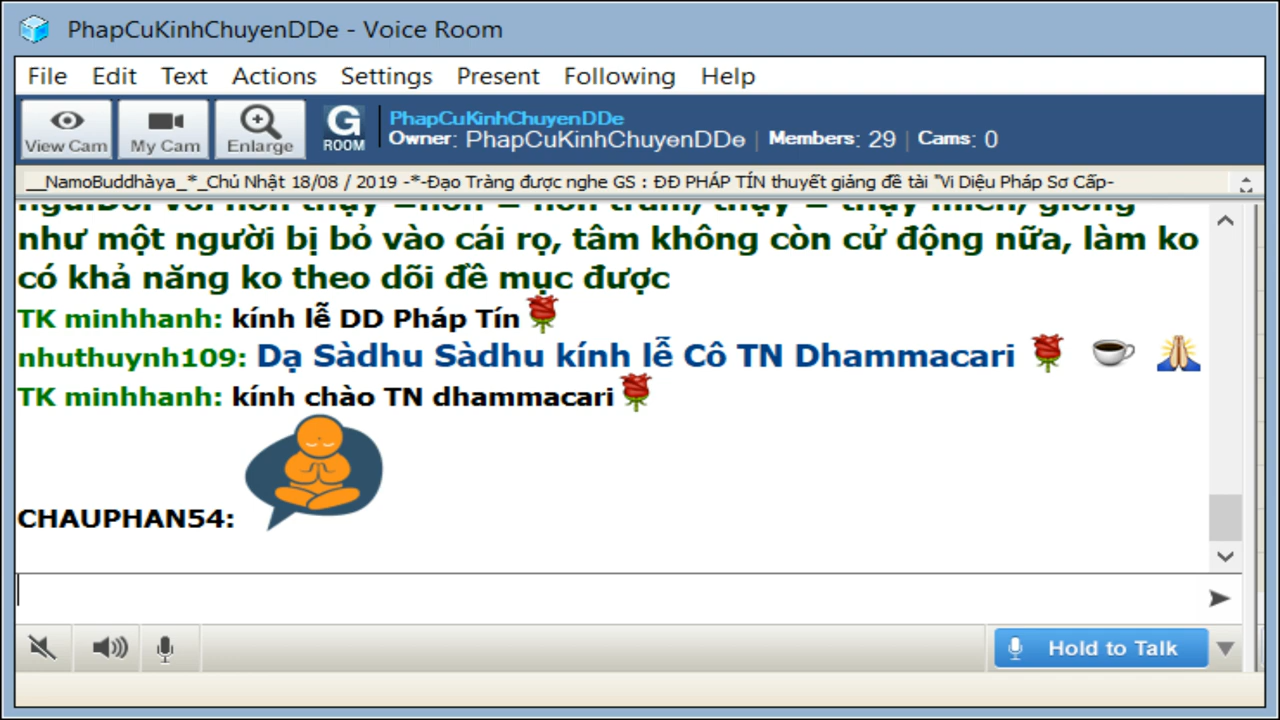 PhapCuKinhChuyenDDe - Voice Room
File Edit Text Actions Settings Present Following Help
View Cam My Cam Enlarge G ROOM
PhapCuKinhChuyenDDe
Owner: PhapCuKinhChuyenDDe | Members: 29 | Cams: 0
__NamoBuddhàya_*_Chủ Nhật 18/08 / 2019 -*-Đạo Tràng được nghe GS : ĐĐ PHÁP TÍN thuyết giảng đề tài "Vi Diệu Pháp Sơ Cấp-
như một người bị bỏ vào cái rọ, tâm không còn cử động nữa, làm ko
có khả năng ko theo dõi đề mục được
TK minhhanh: kính lễ DD Pháp Tín
nhuthuynh109: Dạ Sàdhu Sàdhu kính lễ Cô TN Dhammacari
TK minhhanh: kính chào TN dhammacari
CHAUPHAN54:
Hold to Talk